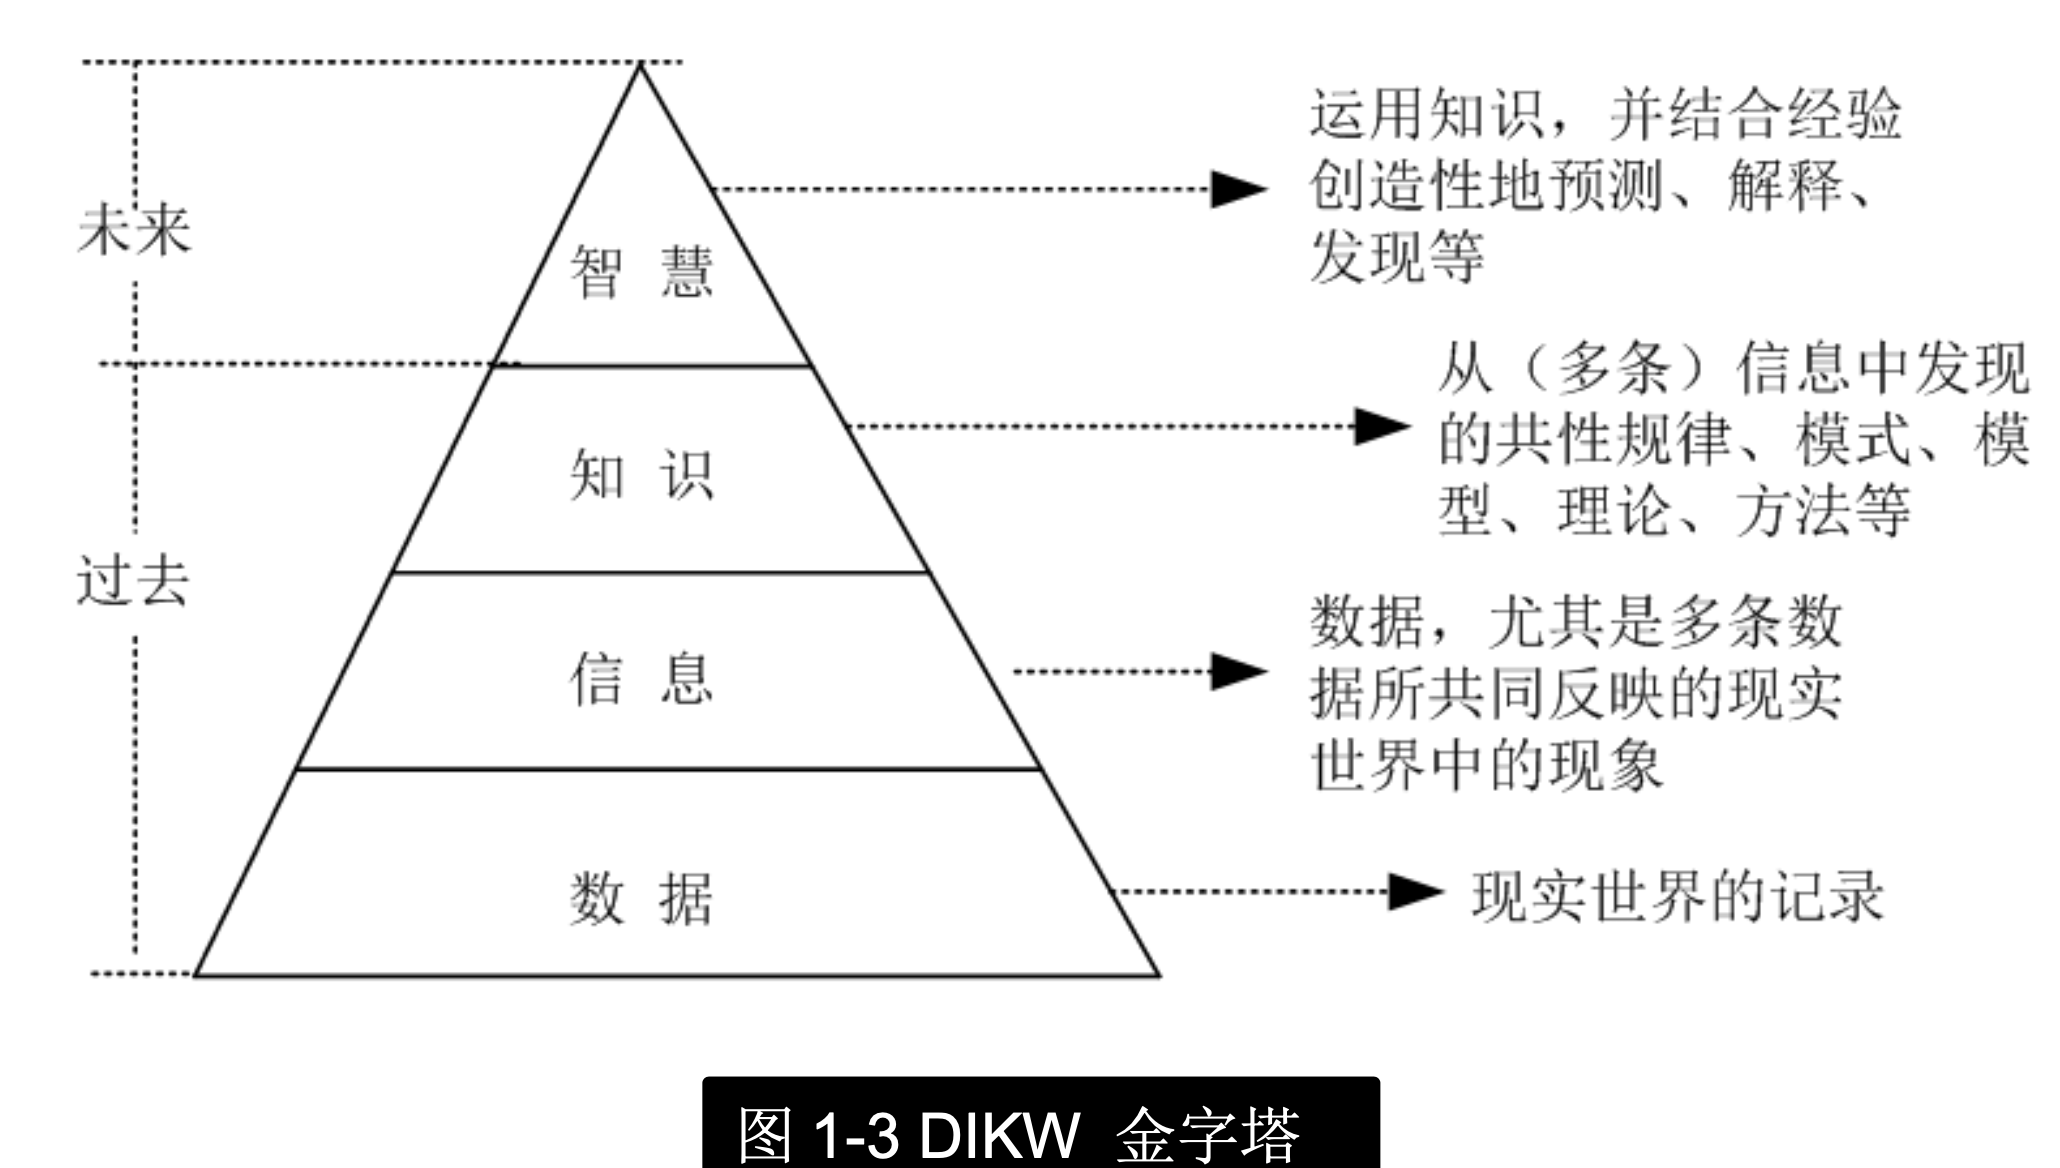 未来
过去
智 慧
知 识
信 息
数 据
运用知识，并结合经验
创造性地预测、解释、
发现等
从（多条）信息中发现
的共性规律、模式、模
型、理论、方法等
数据，尤其是多条数
据所共同反映的现实
世界中的现象
现实世界的记录
图 1-3 DIKW 金字塔